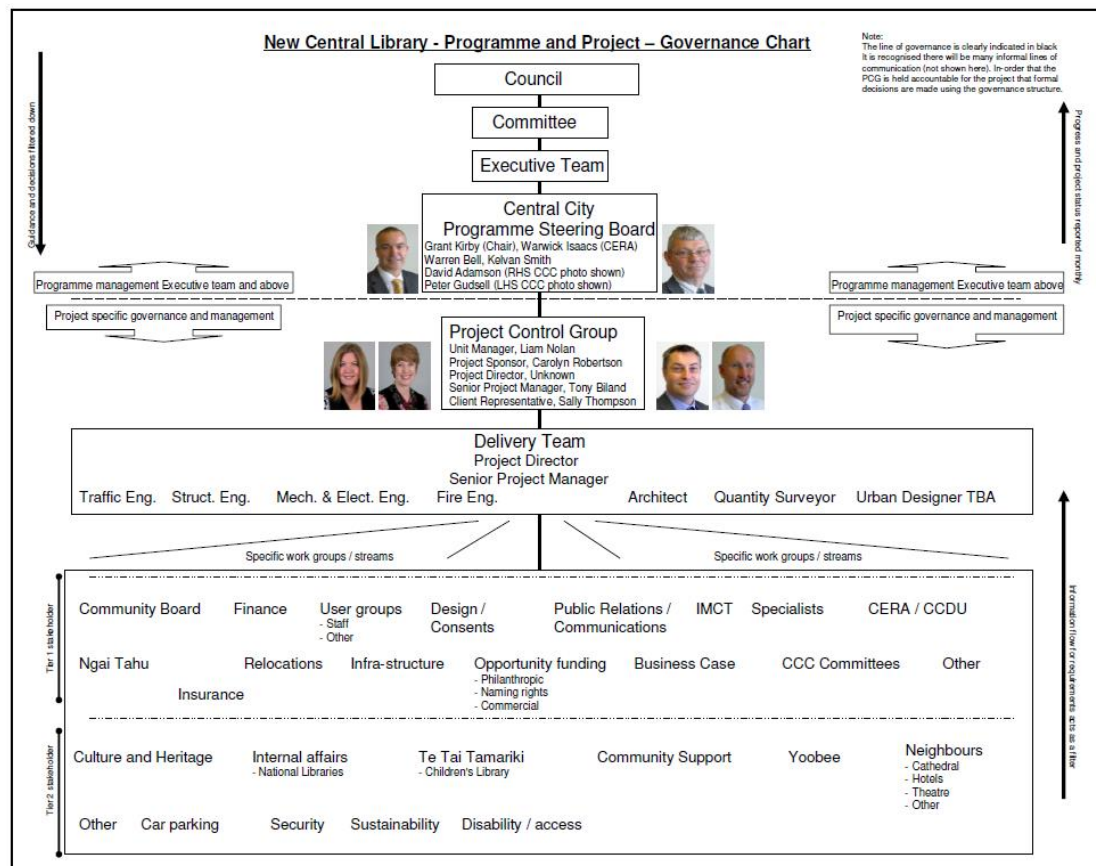 New Central Library - Programme and Project – Governance Chart
Note:
The line of governance is clearly indicated in black
It is recognised there will be many informal lines of
communication (not shown here). In-order that the
PCG is held accountable for the project that formal
decisions are made using the governance structure.
Guidance and decisions filtered down
Progress and project status reported monthly
Council
Committee
Executive Team
Central City
Programme Steering Board
Grant Kirby (Chair), Warwick Isaacs (CERA)
Warren Bell, Kelvan Smith
David Adamson (RHS CCC photo shown)
Peter Gudsell (LHS CCC photo shown)
Programme management Executive team and above
Programme management Executive team above
Project specific governance and management
Project specific governance and management
Project Control Group
Unit Manager, Liam Nolan
Project Sponsor, Carolyn Robertson
Project Director, Unknown
Senior Project Manager, Tony Biland
Client Representative, Sally Thompson
Delivery Team
Project Director
Senior Project Manager
Traffic Eng. Struct. Eng. Mech. & Elect. Eng. Fire Eng. Architect Quantity Surveyor Urban Designer TBA
Specific work groups / streams
Specific work groups / streams
Information flow for requirements acts as a filter
Tier 1 stakeholder
Community Board
Finance
User groups
- Staff
- Other
Design /
Consents
Public Relations /
Communications
IMCT
Specialists
CERA / CCDU
Ngai Tahu
Insurance
Relocations
Infra-structure
Opportunity funding
- Philanthropic
- Naming rights
- Commercial
Business Case
CCC Committees
Other
Tier 2 stakeholder
Culture and Heritage
Internal affairs
- National Libraries
Te Tai Tamariki
- Children's Library
Community Support
Yoobee
Neighbours
- Cathedral
- Hotels
- Theatre
- Other
Other
Car parking
Security
Sustainability
Disability / access